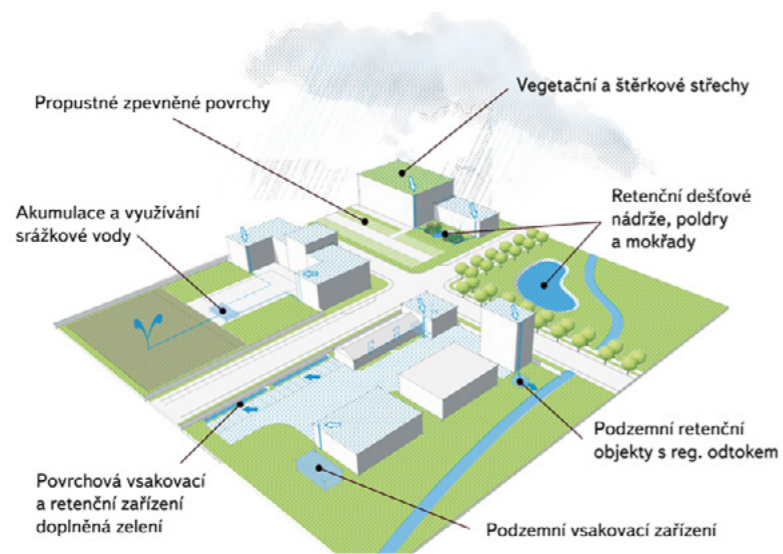 Vegetační a štěrkové střechy
Propustné zpevněné povrchy
Akumulace a využívání
srážkové vody
Retenční dešťové
nádrže, poldry
a mokřady
Podzemní retenční
objekty s reg. odtokem
Povrchová vsakovací
a retenční zařízení
doplněná zelení
Podzemní vsakovací zařízení